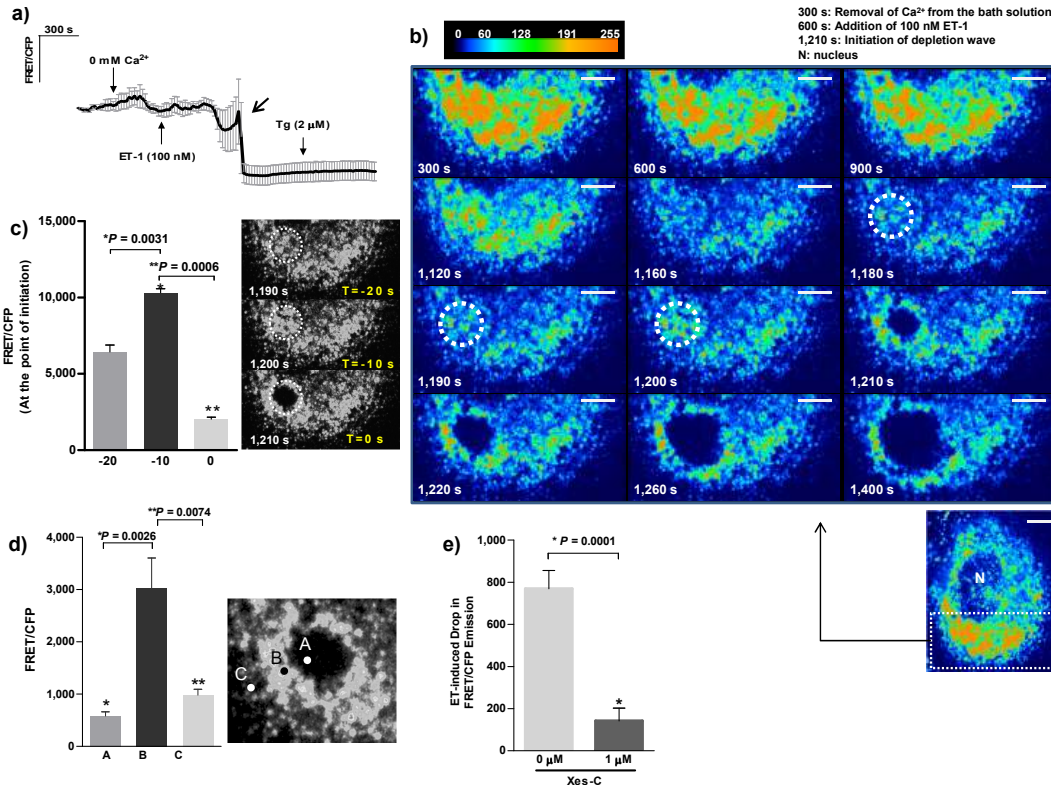 a)
300 s
FRET/CFP
0 mM Ca²⁺
ET-1 (100 nM)
Tg (2 µM)
b)
0 60 128 191 255
300 s: Removal of Ca²⁺ from the bath solution
600 s: Addition of 100 nM ET-1
1,210 s: Initiation of depletion wave
N: nucleus
300 s
600 s
900 s
1,120 s
1,160 s
1,180 s
1,190 s
1,200 s
1,210 s
1,220 s
1,260 s
1,400 s
N
c)
FRET/CFP
(At the point of initiation)
15,000
10,000
5,000
0
*P = 0.0031
**P = 0.0006
*
**
-20 -10 0
1,190 s T=-20 s
1,200 s T=-10 s
1,210 s T=0 s
d)
FRET/CFP
4,000
3,000
2,000
1,000
0
*P = 0.0026
**P = 0.0074
*
**
A B C
A
B
C
e)
ET-induced Drop in
FRET/CFP Emission
1,000
800
600
400
200
0
* P = 0.0001
*
0 µM 1 µM
Xes-C